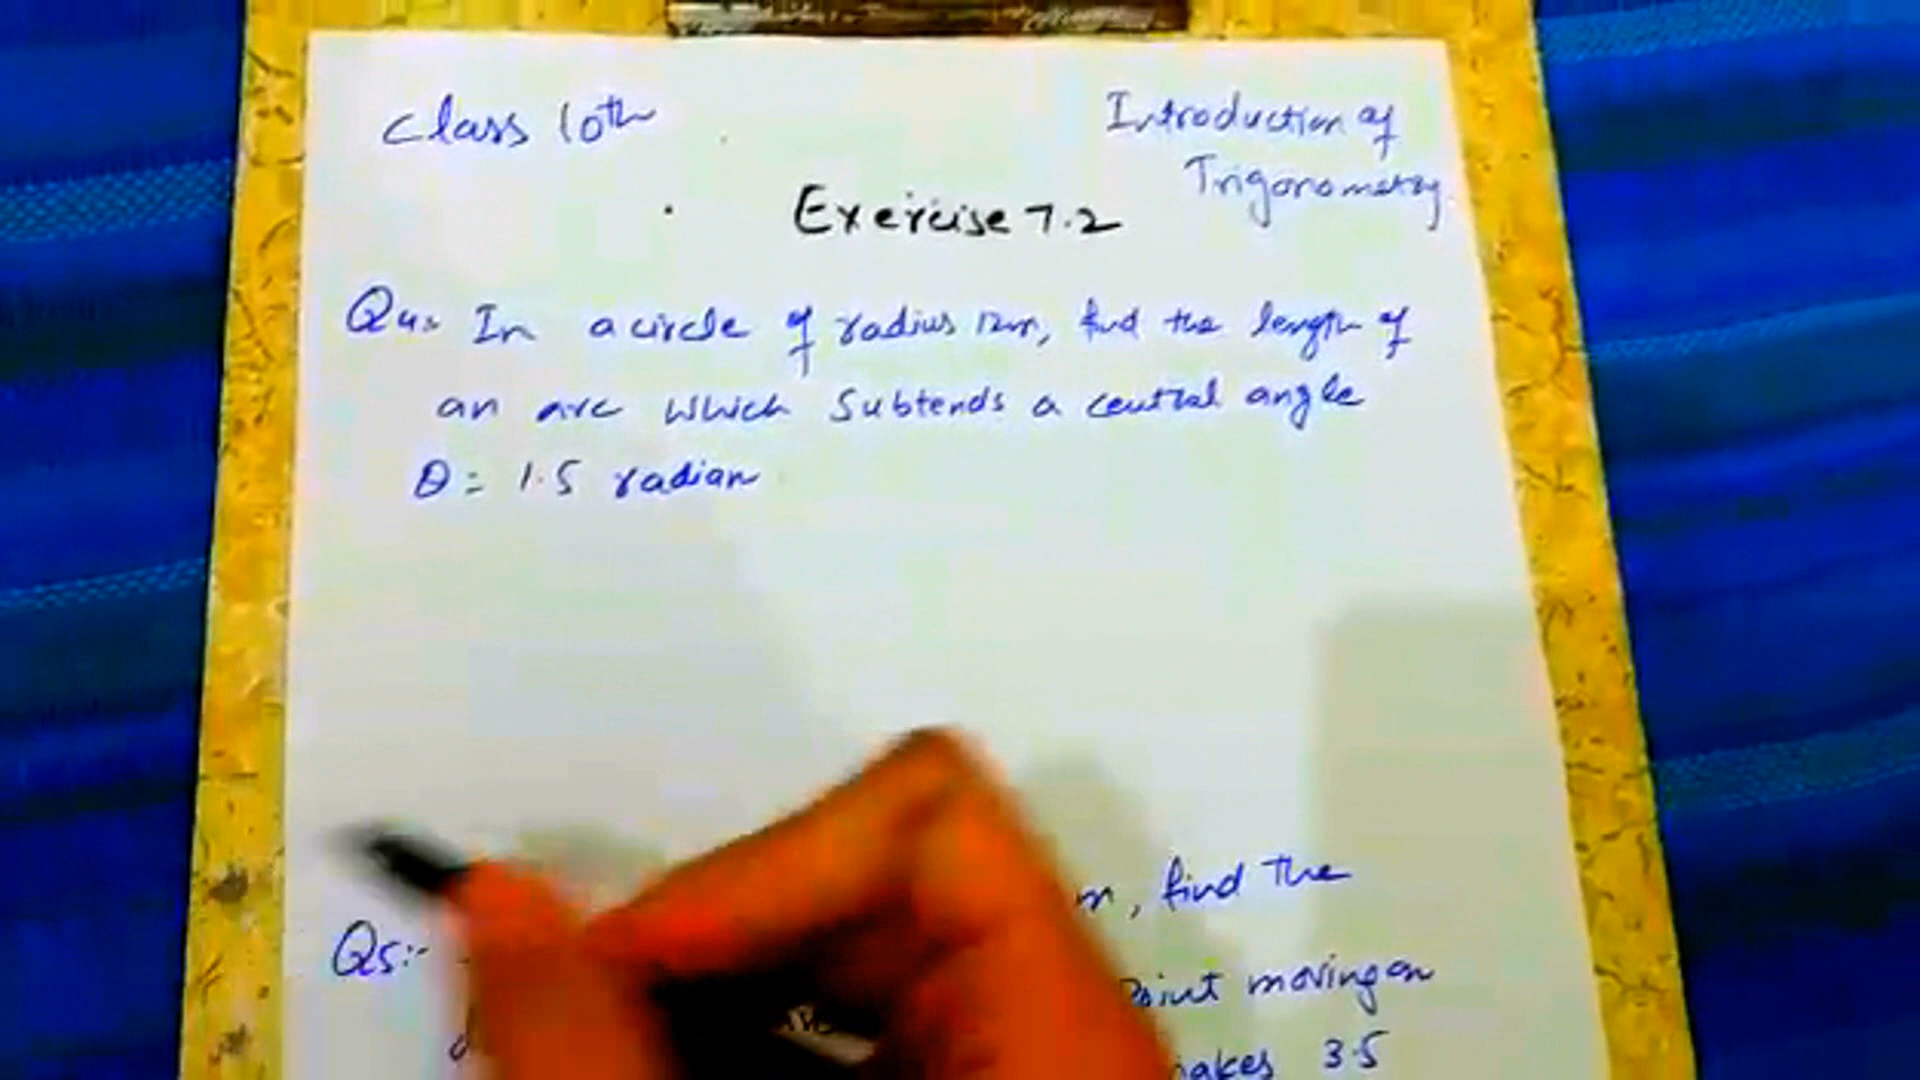 Class 10th
Introduction of
Trigonometry
Exercise 7.2
Q4:- In a circle of radius 12m, find the length of
an arc which subtends a central angle
θ = 1.5 radian
m, find the
Q5:-
Point moving on
makes 3.5